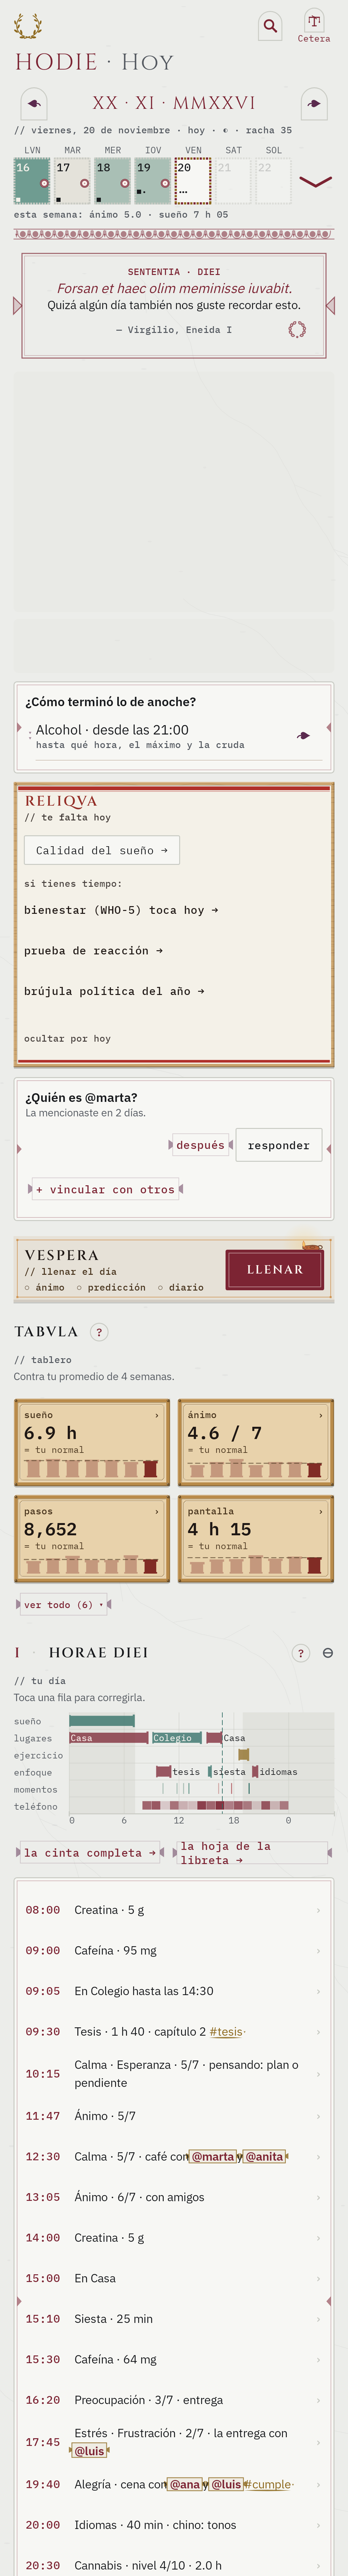 Cetera
HODIE · Hoy
XX · XI · MMXXVI
// viernes, 20 de noviembre · hoy · ◐ · racha 35
LVN MAR MER IOV VEN SAT SOL
16 17 18 19 20 21 22
esta semana: ánimo 5.0 · sueño 7 h 05
SENTENTIA · DIEI
Forsan et haec olim meminisse iuvabit.
Quizá algún día también nos guste recordar esto.
— Virgilio, Eneida I
¿Cómo terminó lo de anoche?
Alcohol · desde las 21:00
hasta qué hora, el máximo y la cruda
RELIQVA
// te falta hoy
Calidad del sueño →
si tienes tiempo:
bienestar (WHO-5) toca hoy →
prueba de reacción →
brújula política del año →
ocultar por hoy
¿Quién es @marta?
La mencionaste en 2 días.
después
responder
+ vincular con otros
VESPERA
// llenar el día
○ ánimo ○ predicción ○ diario
LLENAR
TABVLA ?
// tablero
Contra tu promedio de 4 semanas.
sueño ›
6.9 h
= tu normal
ánimo ›
4.6 / 7
= tu normal
pasos ›
8,652
= tu normal
pantalla ›
4 h 15
= tu normal
ver todo (6) ▾
I · HORAE DIEI ?
// tu día
Toca una fila para corregirla.
sueño
lugares Casa Colegio Casa
ejercicio
enfoque tesis siesta idiomas
momentos
teléfono
0 6 12 18 0
la cinta completa →
la hoja de la
libreta →
08:00 Creatina · 5 g ›
09:00 Cafeína · 95 mg ›
09:05 En Colegio hasta las 14:30 ›
09:30 Tesis · 1 h 40 · capítulo 2 #tesis· ›
10:15 Calma · Esperanza · 5/7 · pensando: plan o
pendiente ›
11:47 Ánimo · 5/7 ›
12:30 Calma · 5/7 · café con @marta y @anita ›
13:05 Ánimo · 6/7 · con amigos ›
14:00 Creatina · 5 g ›
15:00 En Casa ›
15:10 Siesta · 25 min ›
15:30 Cafeína · 64 mg ›
16:20 Preocupación · 3/7 · entrega ›
17:45 Estrés · Frustración · 2/7 · la entrega con
@luis ›
19:40 Alegría · cena con @ana y @luis #cumple· ›
20:00 Idiomas · 40 min · chino: tonos ›
20:30 Cannabis · nivel 4/10 · 2.0 h ›